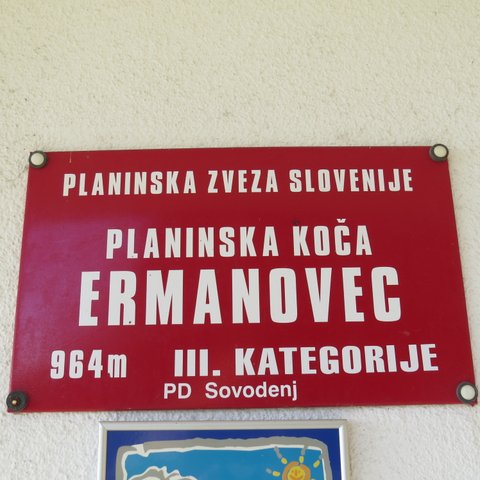 PLANINSKA ZVEZA SLOVENIJE
PLANINSKA KOČA
ERMANOVEC
964m III. KATEGORIJE
PD Sovodenj